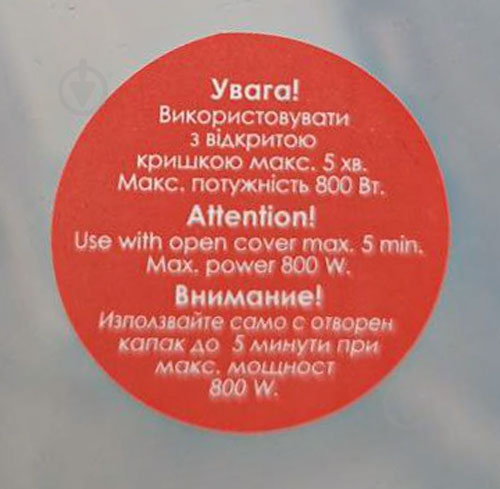 Увага!
Використовувати
з відкритою
кришкою макс. 5 хв.
Макс. потужність 800 Вт.
Attention!
Use with open cover max. 5 min.
Max. power 800 W.
Внимание!
Използвайте само с отворен
капак до 5 минути при
макс. мощност
800 W.